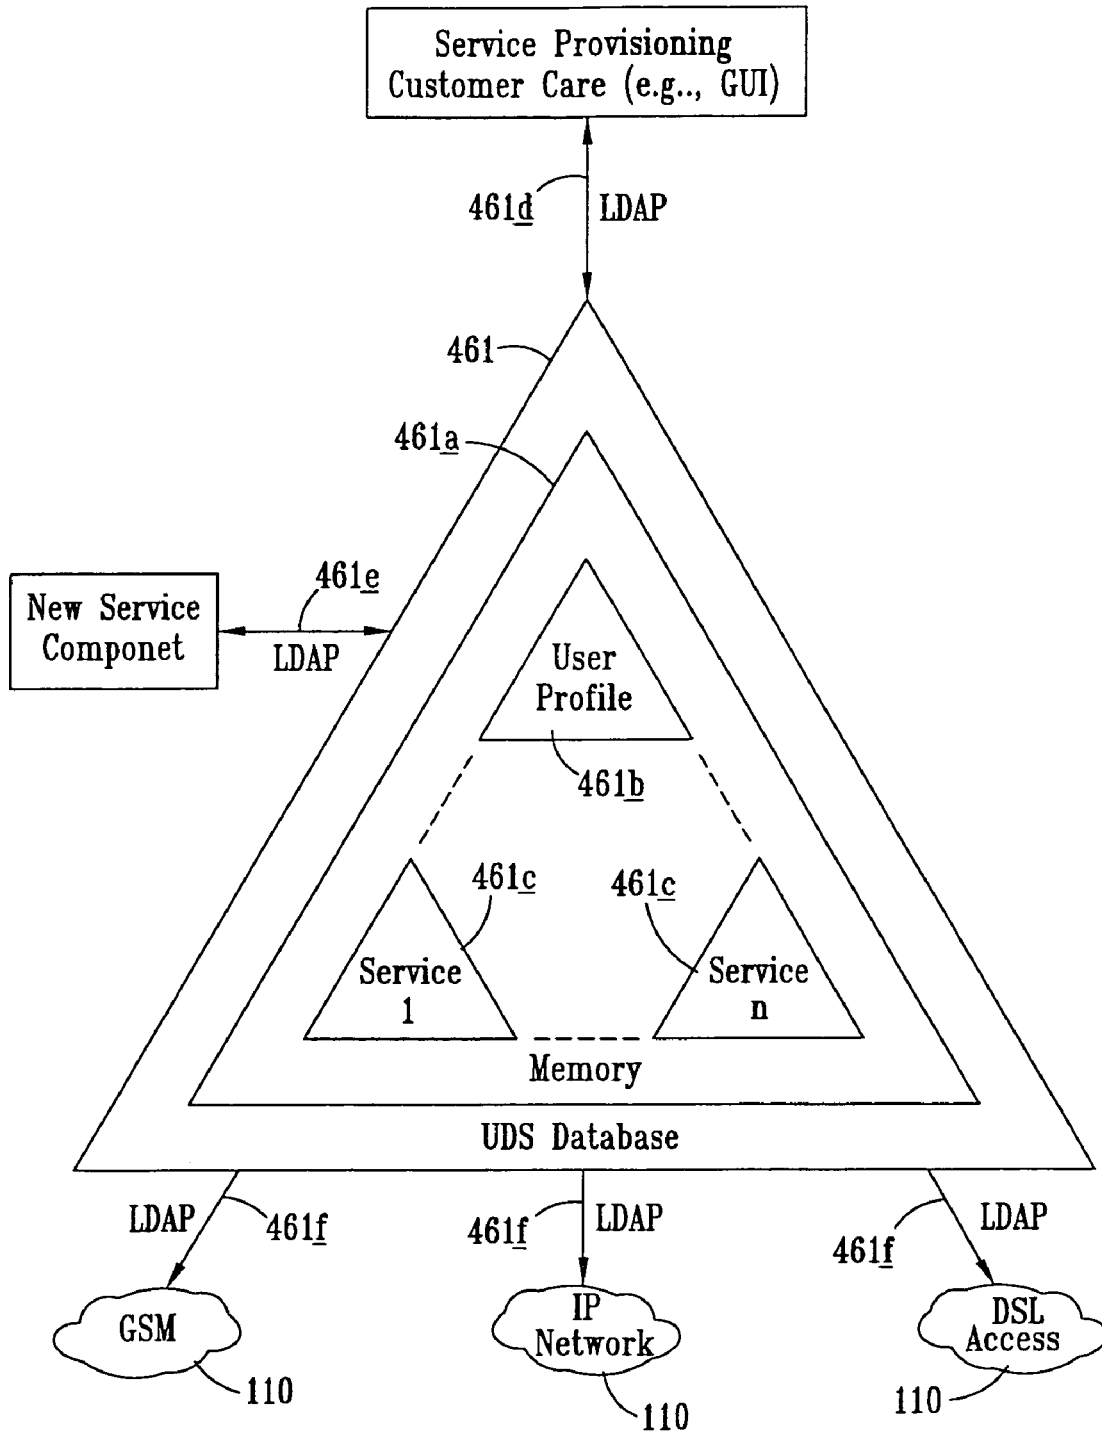 Service Provisioning
Customer Care (e.g.., GUI)
461d
LDAP
461
461a
New Service
Componet
461e
LDAP
User
Profile
461b
461c
461c
Service
1
Service
n
Memory
UDS Database
LDAP
461f
461f
LDAP
461f
LDAP
GSM
IP
Network
DSL
Access
110
110
110